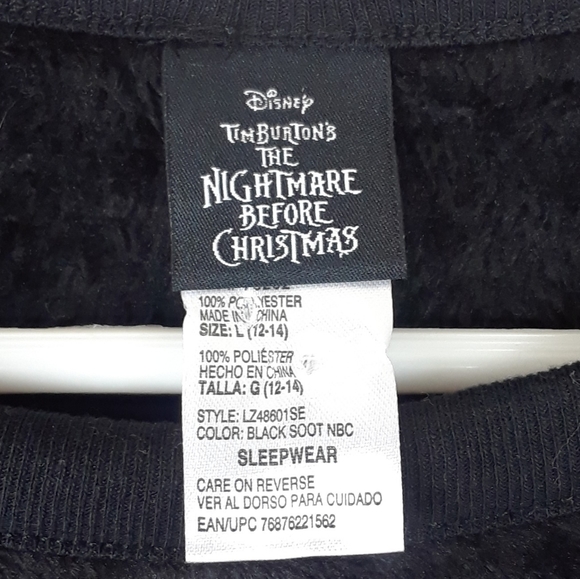 Disney
TIM BURTON'S
THE
NIGHTMARE
BEFORE
CHRISTMAS
100% POLYESTER
MADE IN CHINA
SIZE: L (12-14)
100% POLIÉSTER
HECHO EN CHINA
TALLA: G (12-14)
STYLE: LZ48601SE
COLOR: BLACK SOOT NBC
SLEEPWEAR
CARE ON REVERSE
VER AL DORSO PARA CUIDADO
EAN/UPC 76876221562